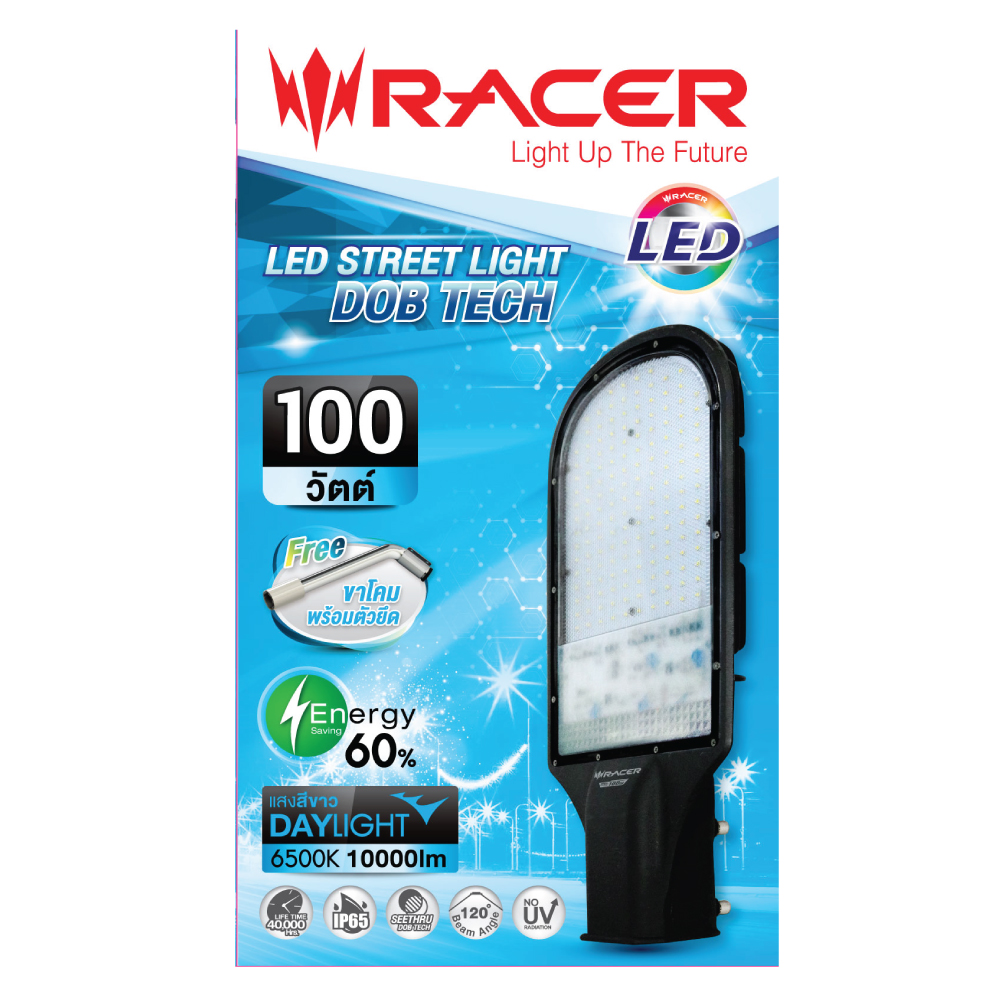 RACER
Light Up The Future
RACER
LED
LED STREET LIGHT
DOB TECH
100
วัตต์
Free
ขาโคม
พร้อมตัวยึด
Energy
Saving
60%
แสงสีขาว
DAYLIGHT
6500K 10000lm
RACER
LIFE TIME
40,000
Hrs.
IP65
SEETHRU
DOB TECH
120°
Beam Angle
NO
UV
RADIATION